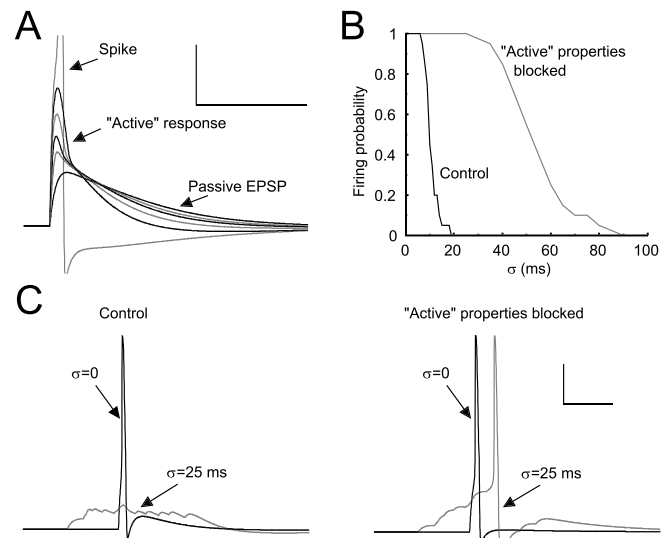 A
Spike
"Active" response
Passive EPSP
B
Firing probability
1
0.8
0.6
0.4
0.2
0
"Active" properties
blocked
Control
0 20 40 60 80 100
σ (ms)
C
Control
σ=0
σ=25 ms
"Active" properties blocked
σ=0
σ=25 ms